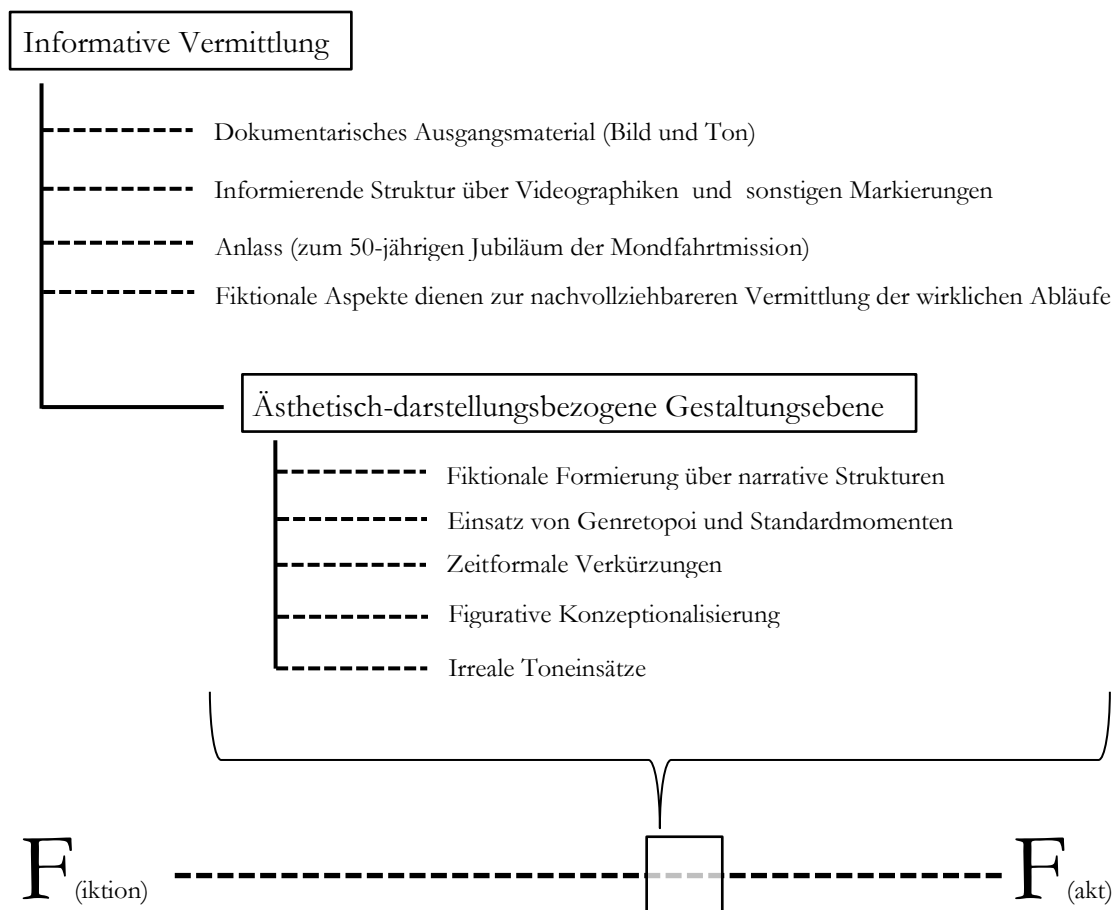 Informative Vermittlung
Dokumentarisches Ausgangsmaterial (Bild und Ton)
Informierende Struktur über Videographiken und sonstigen Markierungen
Anlass (zum 50-jährigen Jubiläum der Mondfahrtmission)
Fiktionale Aspekte dienen zur nachvollziehbareren Vermittlung der wirklichen Abläufe
Ästhetisch-darstellungsbezogene Gestaltungsebene
Fiktionale Formierung über narrative Strukturen
Einsatz von Genretopoi und Standardmomenten
Zeitformale Verkürzungen
Figurative Konzeptionalisierung
Irreale Toneinsätze
F(iktion) F(akt)